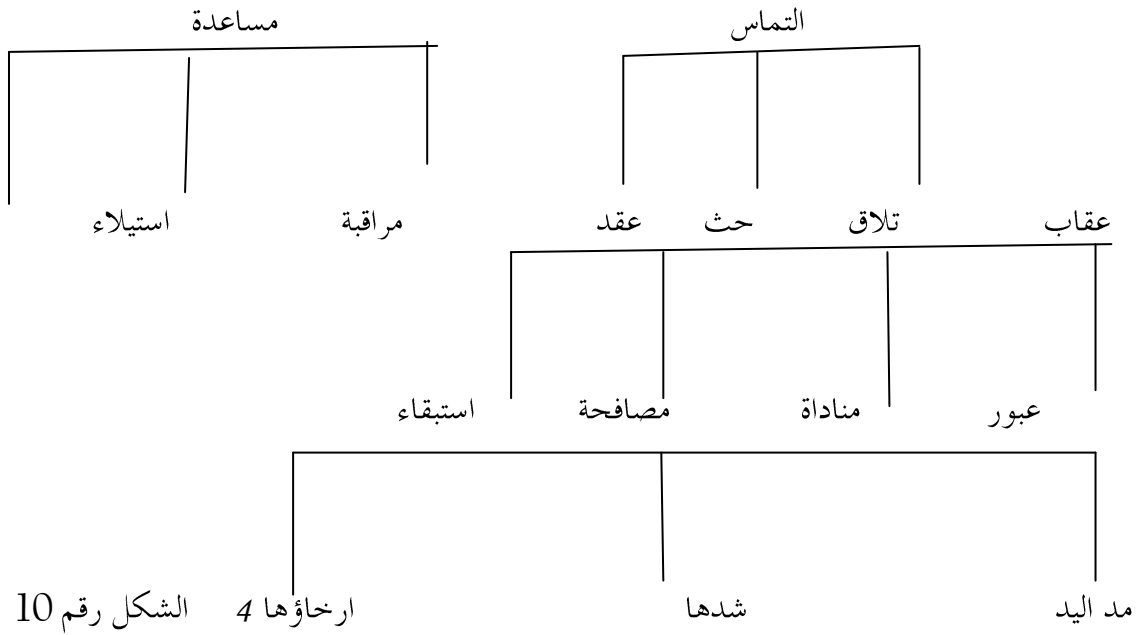 التماس مساعدة
عقاب تلاق حث عقد مراقبة استيلاء
عبور مناداة مصافحة استبقاء
مد اليد شدها ارخاؤها 4 الشكل رقم 10